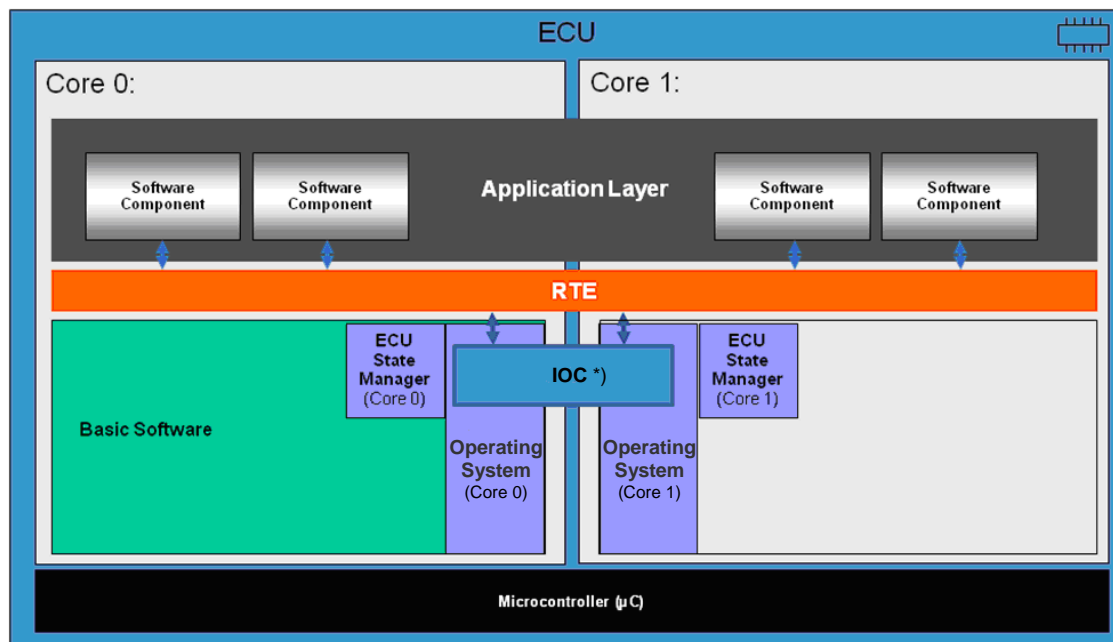 ECU
Core 0:
Core 1:
Software
Component
Software
Component
Application Layer
Software
Component
Software
Component
RTE
ECU
State
Manager
(Core 0)
IOC *)
ECU
State
Manager
(Core 1)
Basic Software
Operating
System
(Core 0)
Operating
System
(Core 1)
Microcontroller (µC)